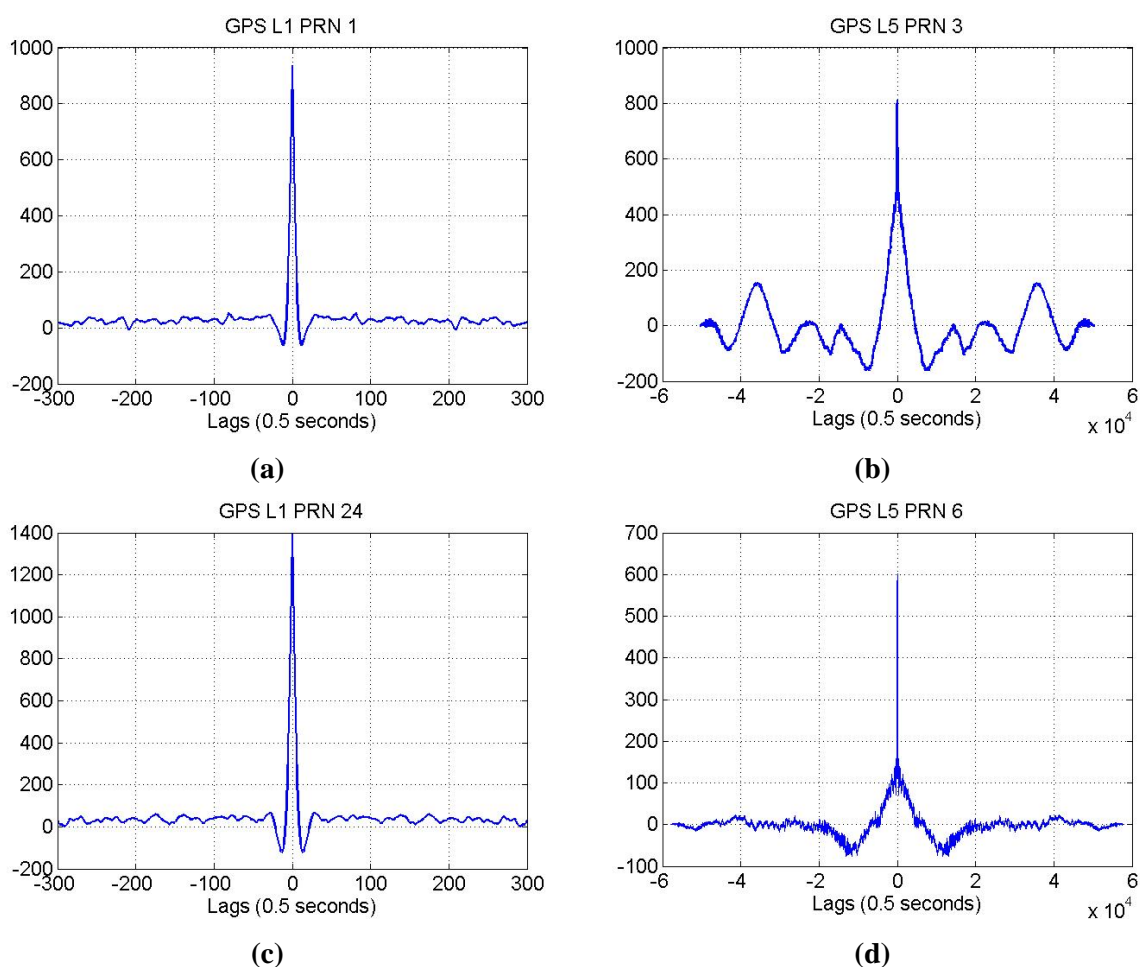 GPS L1 PRN 1
1000
800
600
400
200
0
-200
-300 -200 -100 0 100 200 300
Lags (0.5 seconds)
(a)
GPS L5 PRN 3
1000
800
600
400
200
0
-200
-6 -4 -2 0 2 4 6
Lags (0.5 seconds)
x 10^4
(b)
GPS L1 PRN 24
1400
1200
1000
800
600
400
200
0
-200
-300 -200 -100 0 100 200 300
Lags (0.5 seconds)
(c)
GPS L5 PRN 6
700
600
500
400
300
200
100
0
-100
-6 -4 -2 0 2 4 6
Lags (0.5 seconds)
x 10^4
(d)